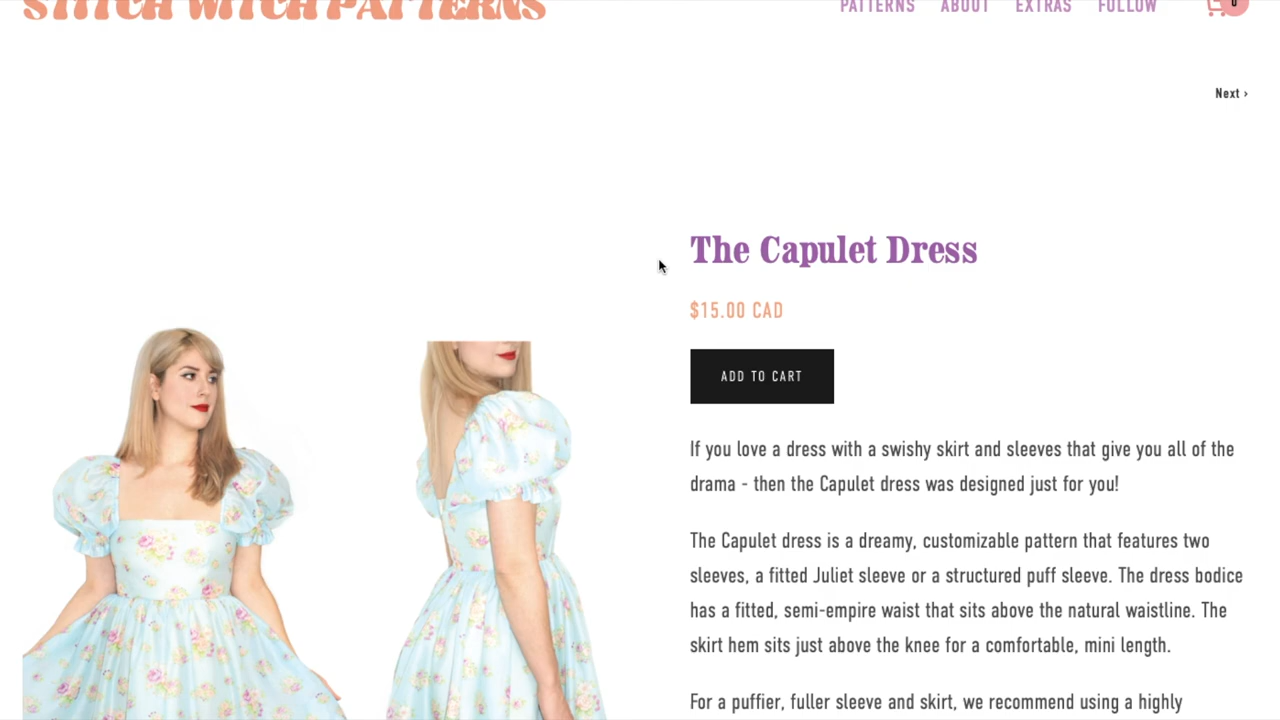 STITCH WITCH PATTERNS
PATTERNS ABOUT EXTRAS FOLLOW 0
Next ›
The Capulet Dress
$15.00 CAD
ADD TO CART
If you love a dress with a swishy skirt and sleeves that give you all of the
drama - then the Capulet dress was designed just for you!
The Capulet dress is a dreamy, customizable pattern that features two
sleeves, a fitted Juliet sleeve or a structured puff sleeve. The dress bodice
has a fitted, semi-empire waist that sits above the natural waistline. The
skirt hem sits just above the knee for a comfortable, mini length.
For a puffier, fuller sleeve and skirt, we recommend using a highly